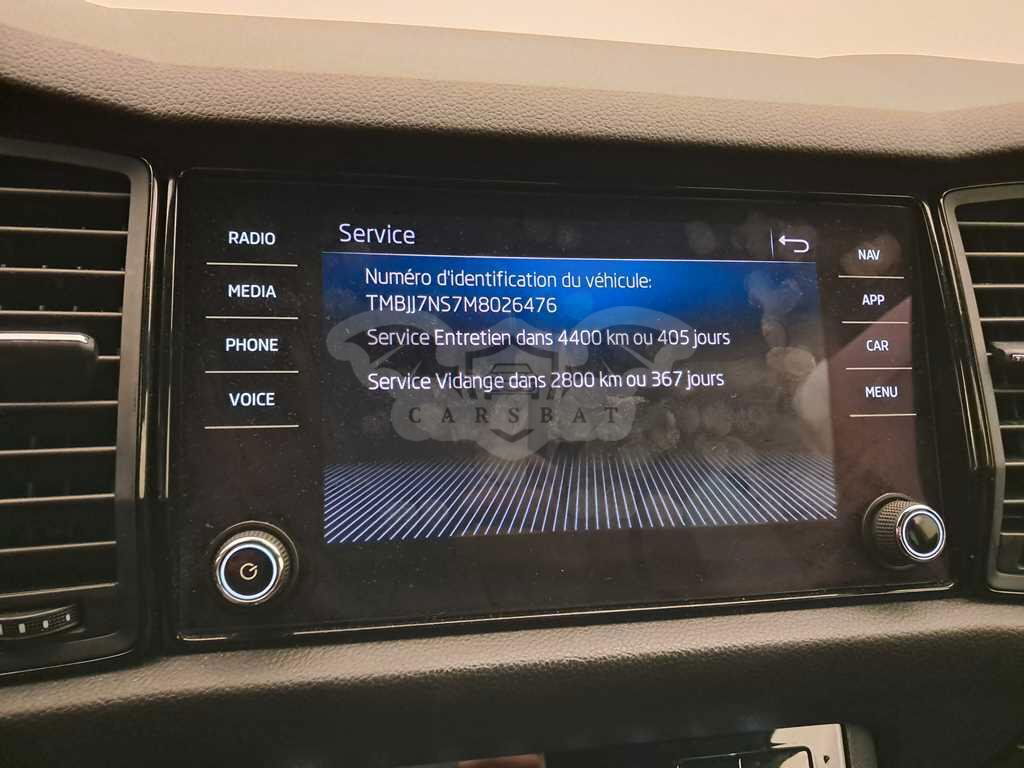 Service
RADIO
MEDIA
PHONE
VOICE
Numéro d'identification du véhicule:
TMBJJ7NS7M8026476
Service Entretien dans 4400 km ou 405 jours
Service Vidange dans 2800 km ou 367 jours
CARSBAT
NAV
APP
CAR
MENU